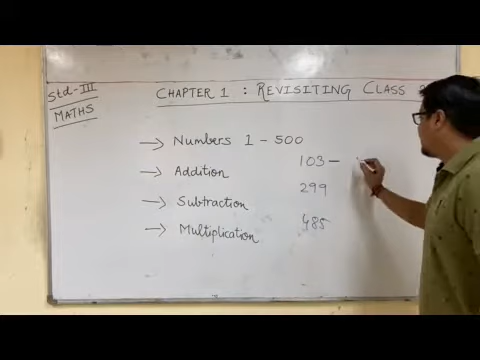 Std-III
MATHS
CHAPTER 1 : REVISITING CLASS
→ Numbers 1 - 500
103 -
→ Addition
299
→ Subtraction
485
→ Multiplication